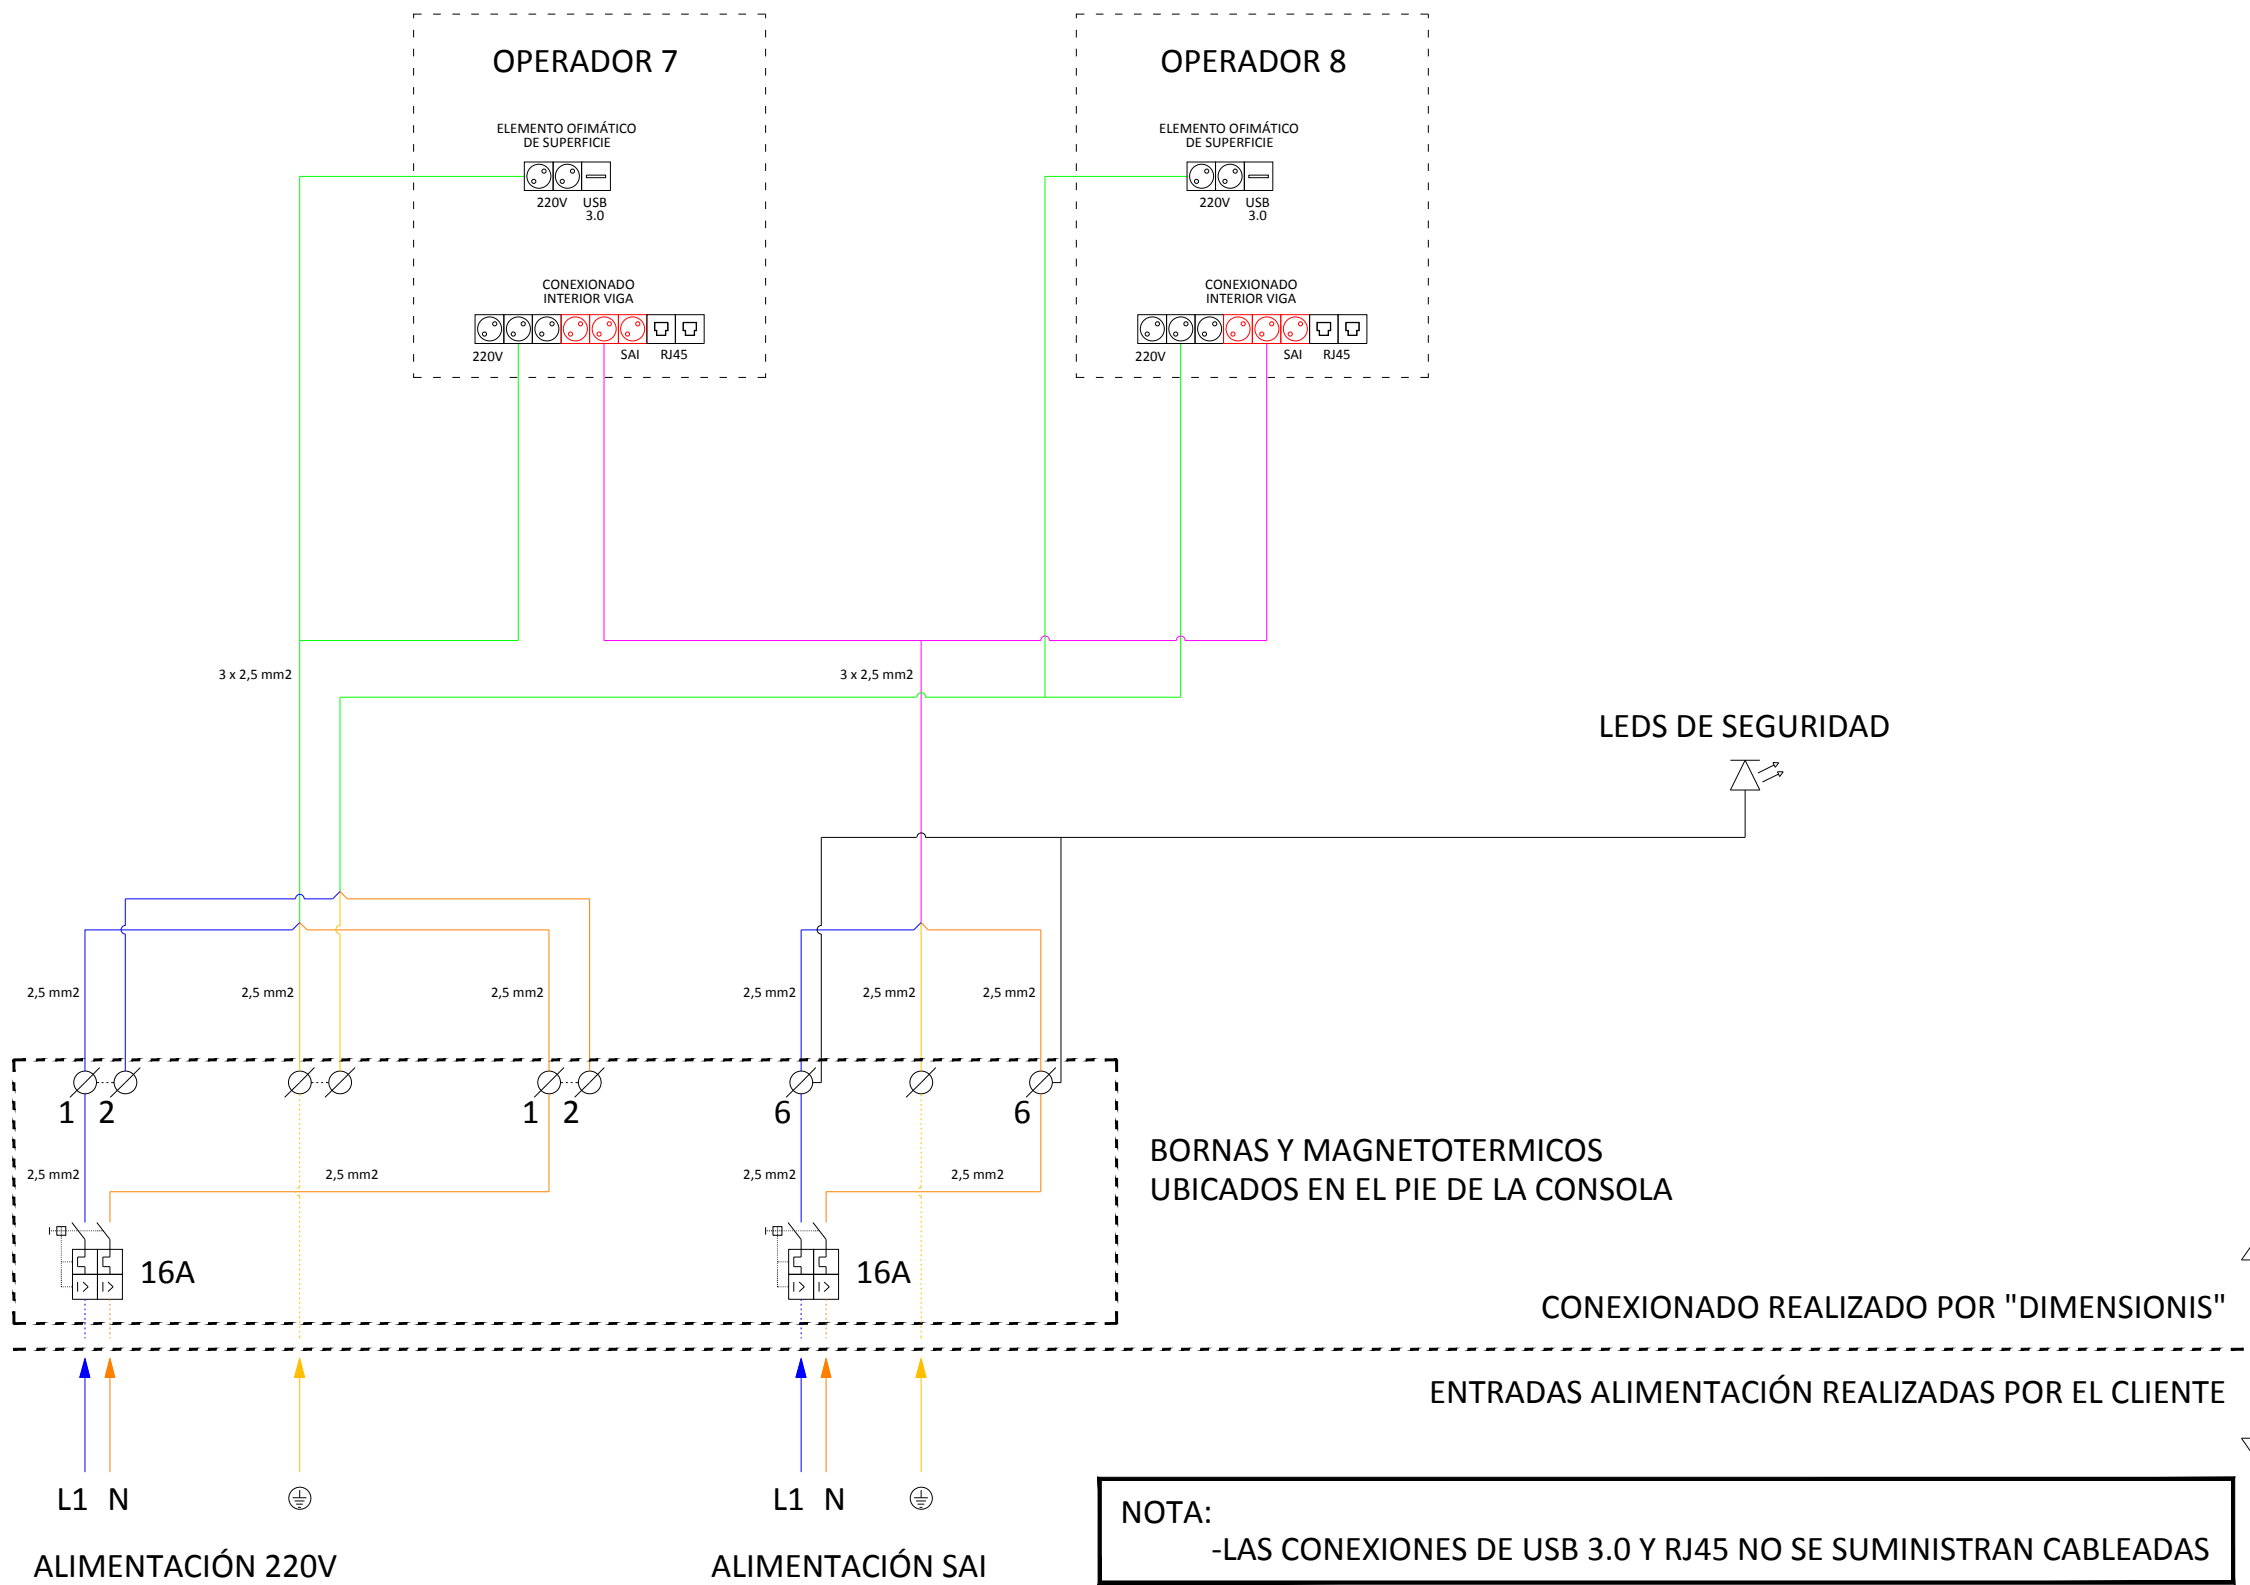 OPERADOR 7
OPERADOR 8
ELEMENTO OFIMÁTICO
DE SUPERFICIE
ELEMENTO OFIMÁTICO
DE SUPERFICIE
220V
USB
3.0
220V
USB
3.0
CONEXIONADO
INTERIOR VIGA
CONEXIONADO
INTERIOR VIGA
220V
SAI
RJ45
220V
SAI
RJ45
3 x 2,5 mm2
3 x 2,5 mm2
LEDS DE SEGURIDAD
2,5 mm2
2,5 mm2
2,5 mm2
2,5 mm2
2,5 mm2
2,5 mm2
1
2
1
2
6
6
BORNAS Y MAGNETOTERMICOS
UBICADOS EN EL PIE DE LA CONSOLA
2,5 mm2
2,5 mm2
2,5 mm2
2,5 mm2
16A
16A
CONEXIONADO REALIZADO POR "DIMENSIONIS"
ENTRADAS ALIMENTACIÓN REALIZADAS POR EL CLIENTE
L1
N
L1
N
NOTA:
-LAS CONEXIONES DE USB 3.0 Y RJ45 NO SE SUMINISTRAN CABLEADAS
ALIMENTACIÓN 220V
ALIMENTACIÓN SAI